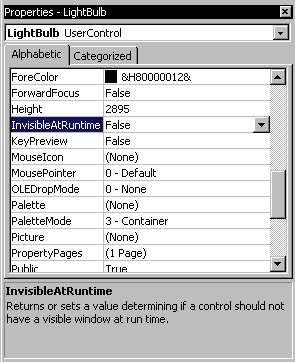 Properties - LightBulb
LightBulb UserControl
Alphabetic Categorized
ForeColor &H80000012&
ForwardFocus False
Height 2895
InvisibleAtRuntime False
KeyPreview False
MouseIcon (None)
MousePointer 0 - Default
OLEDropMode 0 - None
Palette (None)
PaletteMode 3 - Container
Picture (None)
PropertyPages (1 Page)
Public True
InvisibleAtRuntime
Returns or sets a value determining if a control should not
have a visible window at run time.